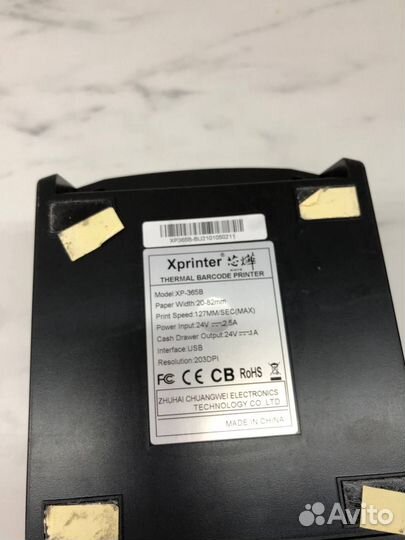 XP365B-BU2101050211
Xprinter® 芯烨
THERMAL BARCODE PRINTER
Model:XP-365B
Paper Width:20-82mm
Print Speed:127MM/SEC(MAX)
Power Input:24V ⎓ 2.5A
Cash Drawer Output:24V ⎓ 1A
Interface:USB
Resolution:203DPI
FC CE CB RoHS
ZHUHAI CHUANGWEI ELECTRONICS
TECHNOLOGY CO.,LTD
MADE IN CHINA
Avito